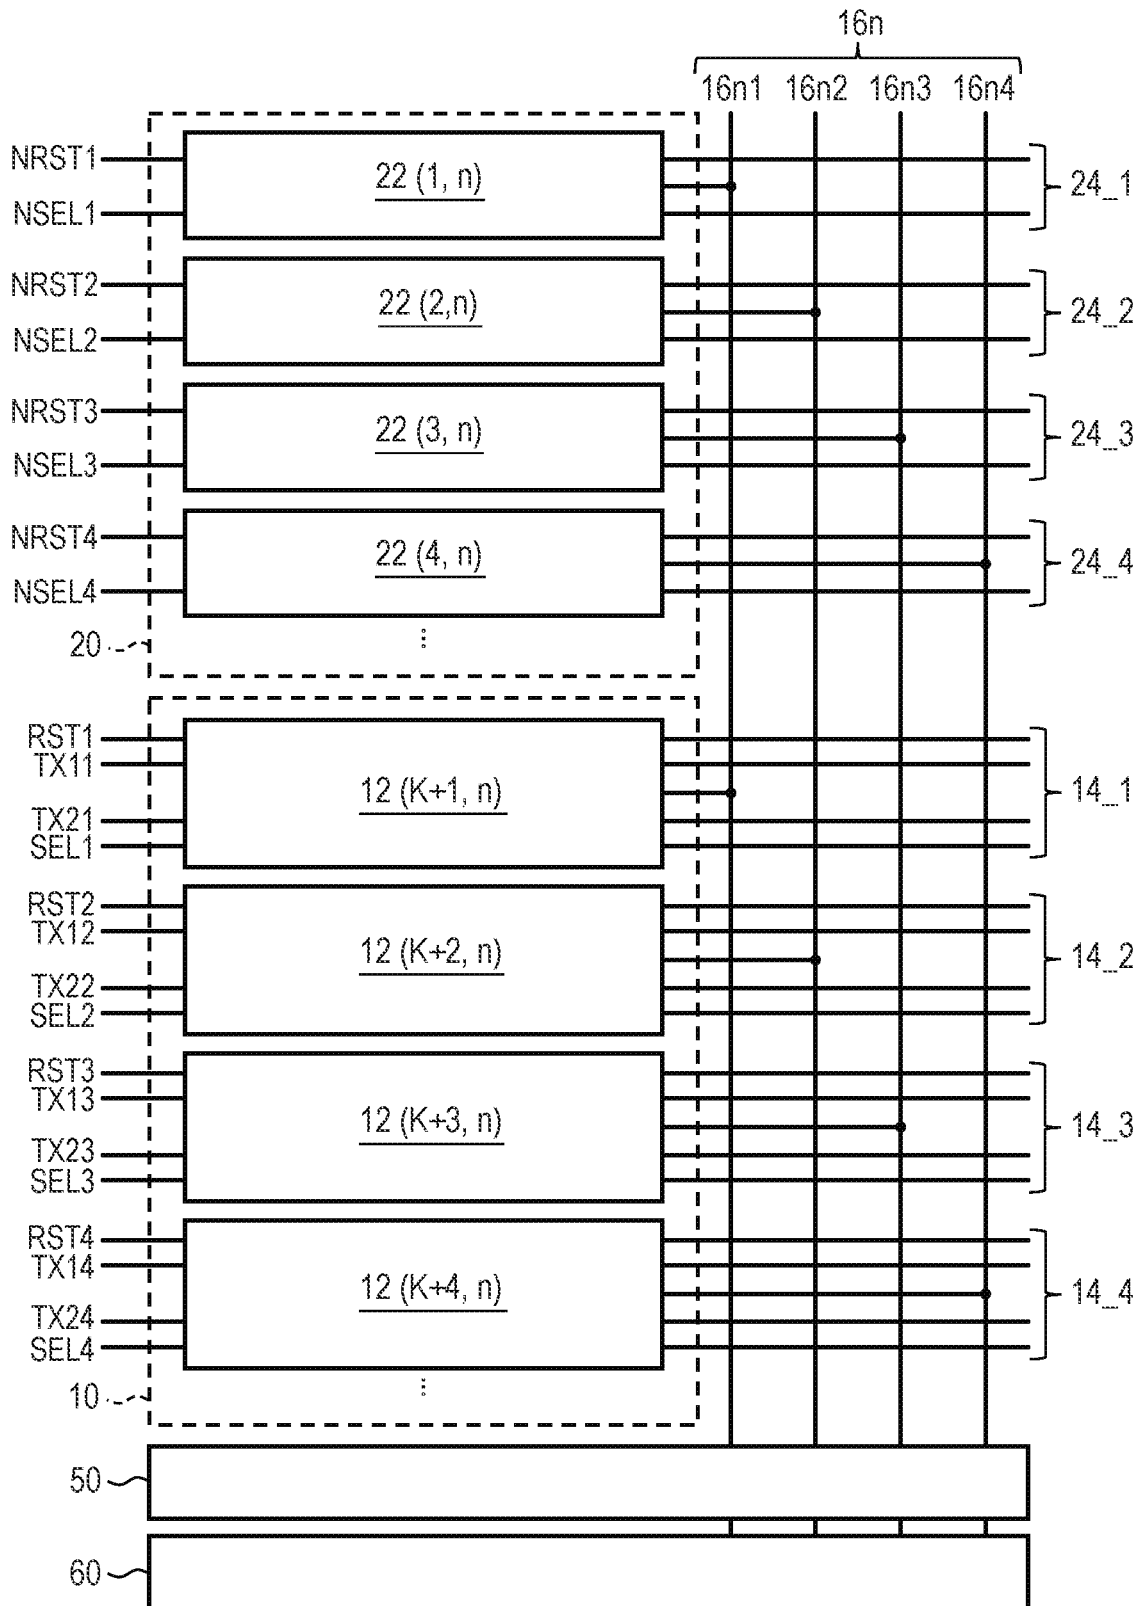 16n
16n1 16n2 16n3 16n4
NRST1
22 (1, n)
24_1
NSEL1
NRST2
22 (2,n)
24_2
NSEL2
NRST3
22 (3, n)
24_3
NSEL3
NRST4
22 (4, n)
24_4
NSEL4
20
⋮
RST1
TX11
12 (K+1, n)
14_1
TX21
SEL1
RST2
TX12
12 (K+2, n)
14_2
TX22
SEL2
RST3
TX13
12 (K+3, n)
14_3
TX23
SEL3
RST4
TX14
12 (K+4, n)
14_4
TX24
SEL4
⋮
10
50
60